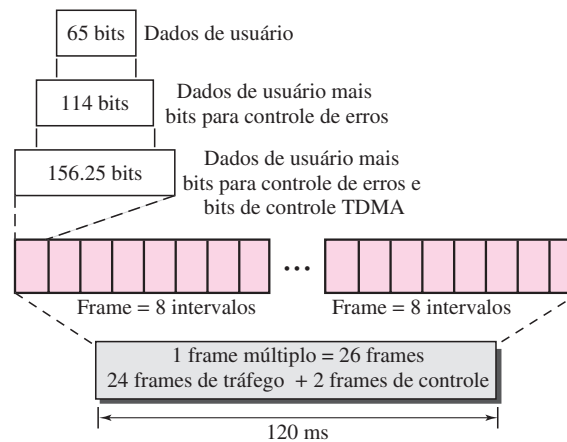 65 bits
Dados de usuário
114 bits
Dados de usuário mais
bits para controle de erros
156.25 bits
Dados de usuário mais
bits para controle de erros e
bits de controle TDMA
...
Frame = 8 intervalos
Frame = 8 intervalos
1 frame múltiplo = 26 frames
24 frames de tráfego + 2 frames de controle
120 ms